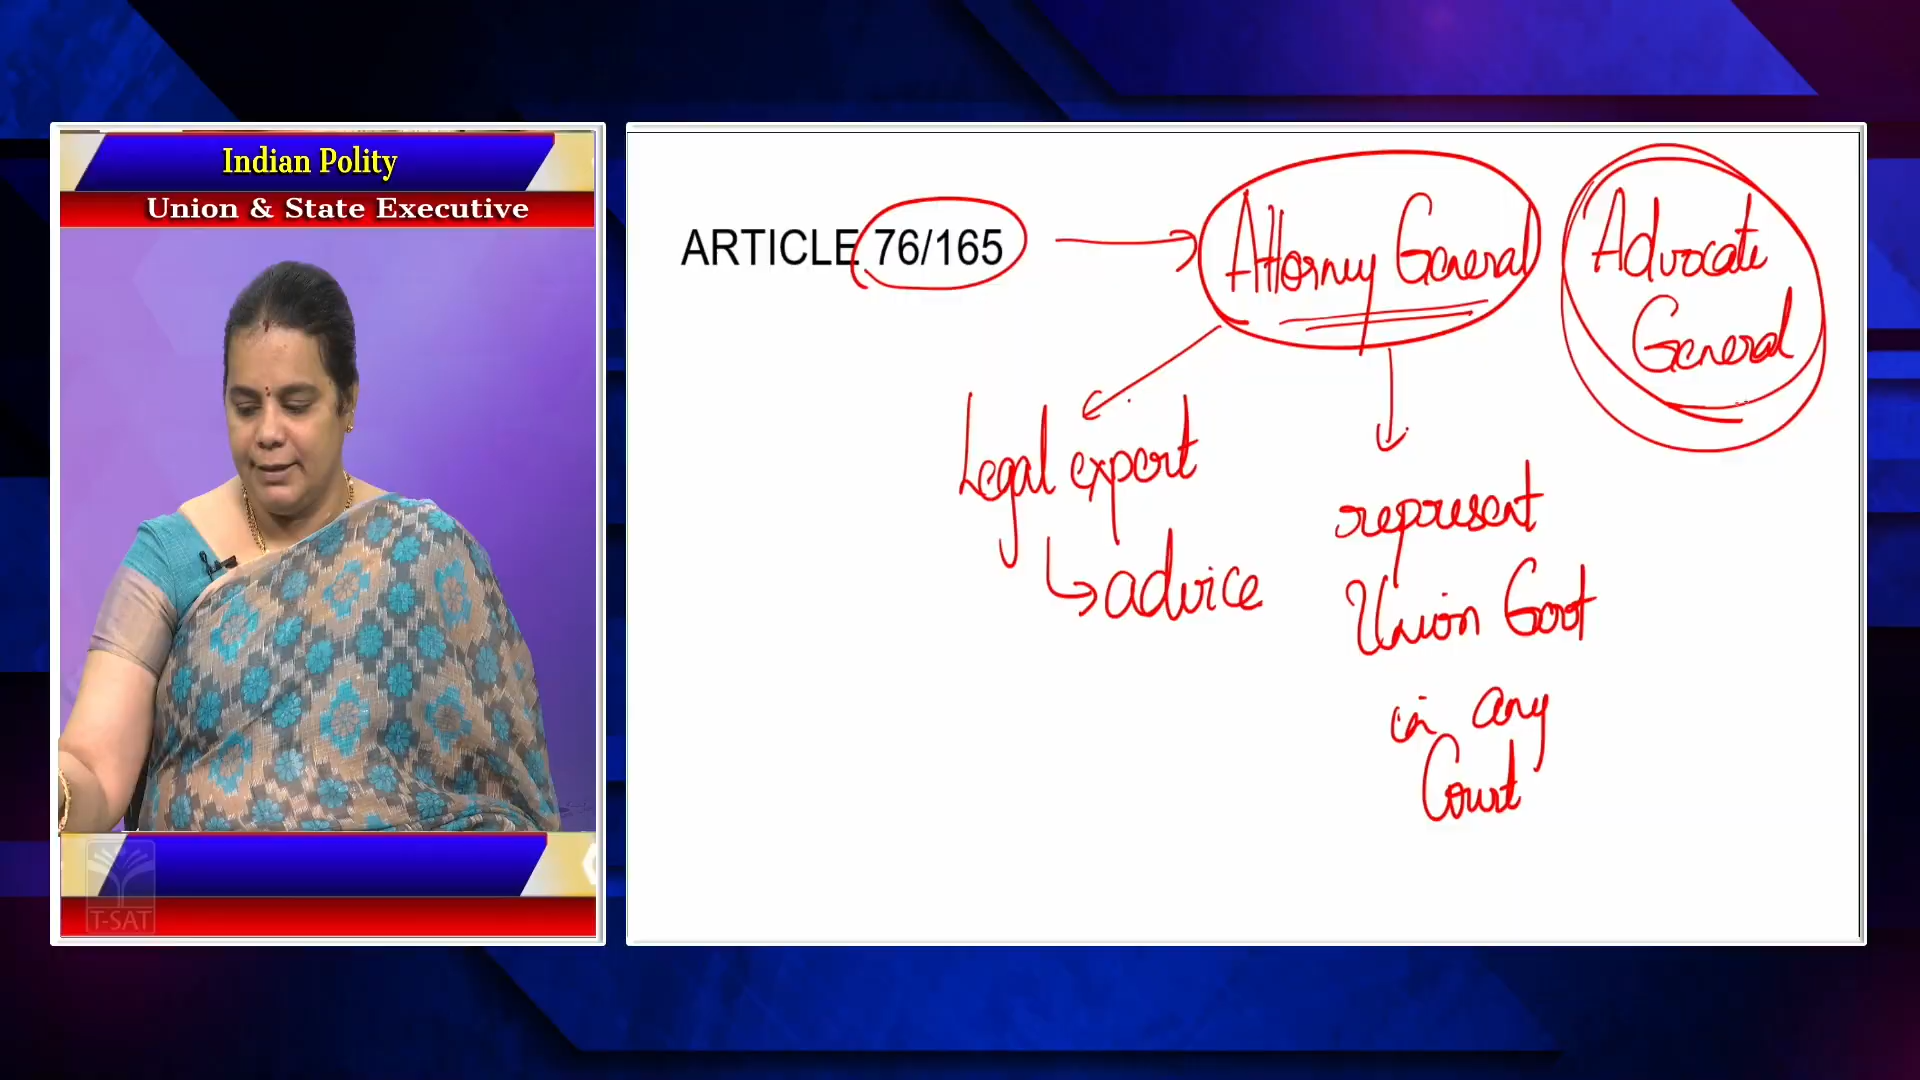 Indian Polity
Union & State Executive
ARTICLE 76/165
Attorney General
Advocate
General
Legal expert
advice
represent
Union Govt
in any
Court
T-SAT